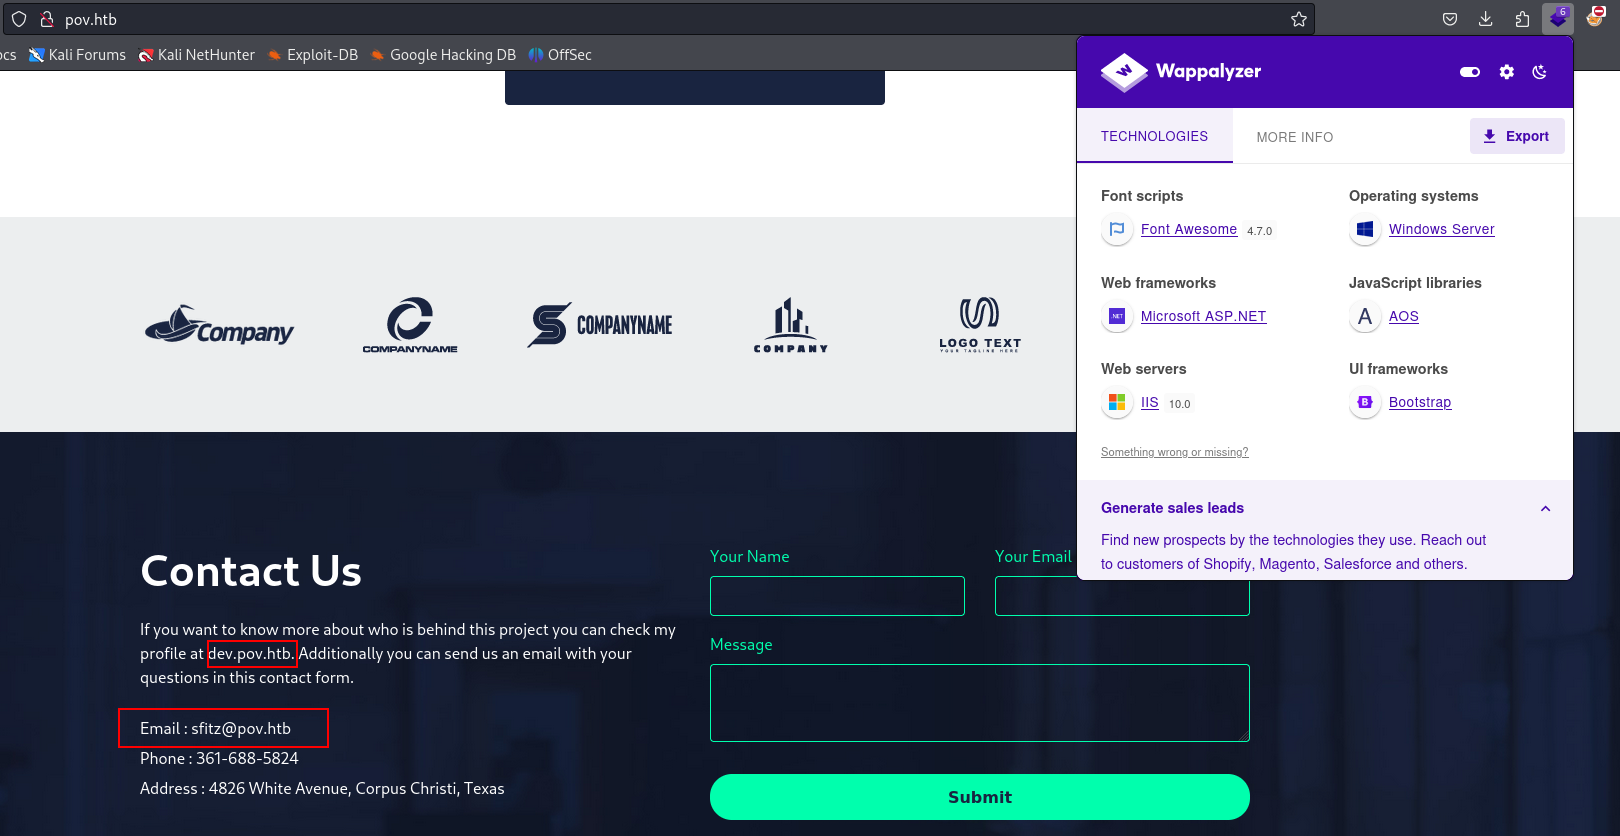 pov.htb
6
ocs Kali Forums Kali NetHunter Exploit-DB Google Hacking DB OffSec
Wappalyzer
TECHNOLOGIES MORE INFO Export
Font scripts
Font Awesome 4.7.0
Operating systems
Windows Server
Web frameworks
.NET Microsoft ASP.NET
JavaScript libraries
A AOS
Web servers
IIS 10.0
UI frameworks
B Bootstrap
Something wrong or missing?
Generate sales leads
Find new prospects by the technologies they use. Reach out
to customers of Shopify, Magento, Salesforce and others.
Company
COMPANYNAME
COMPANYNAME
COMPANY
LOGO TEXT
YOUR TAGLINE HERE
Contact Us
If you want to know more about who is behind this project you can check my
profile at dev.pov.htb. Additionally you can send us an email with your
questions in this contact form.
Email : sfitz@pov.htb
Phone : 361-688-5824
Address : 4826 White Avenue, Corpus Christi, Texas
Your Name
Your Email
Message
Submit